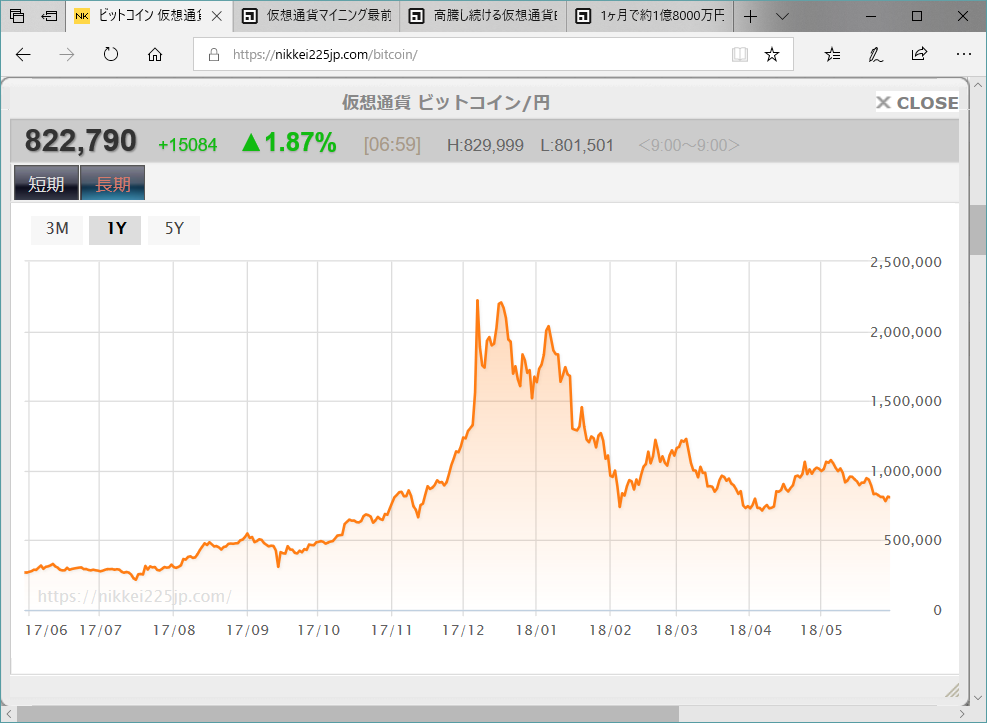 NK ビットコイン 仮想通貨
仮想通貨マイニング最前
高騰し続ける仮想通貨
1ヶ月で約1億8000万円
https://nikkei225jp.com/bitcoin/
仮想通貨 ビットコイン/円
× CLOSE
822,790 +15084 ▲1.87% [06:59] H:829,999 L:801,501 <9:00~9:00>
短期 長期
3M 1Y 5Y
2,500,000
2,000,000
1,500,000
1,000,000
500,000
0
https://nikkei225jp.com/
17/06 17/07 17/08 17/09 17/10 17/11 17/12 18/01 18/02 18/03 18/04 18/05